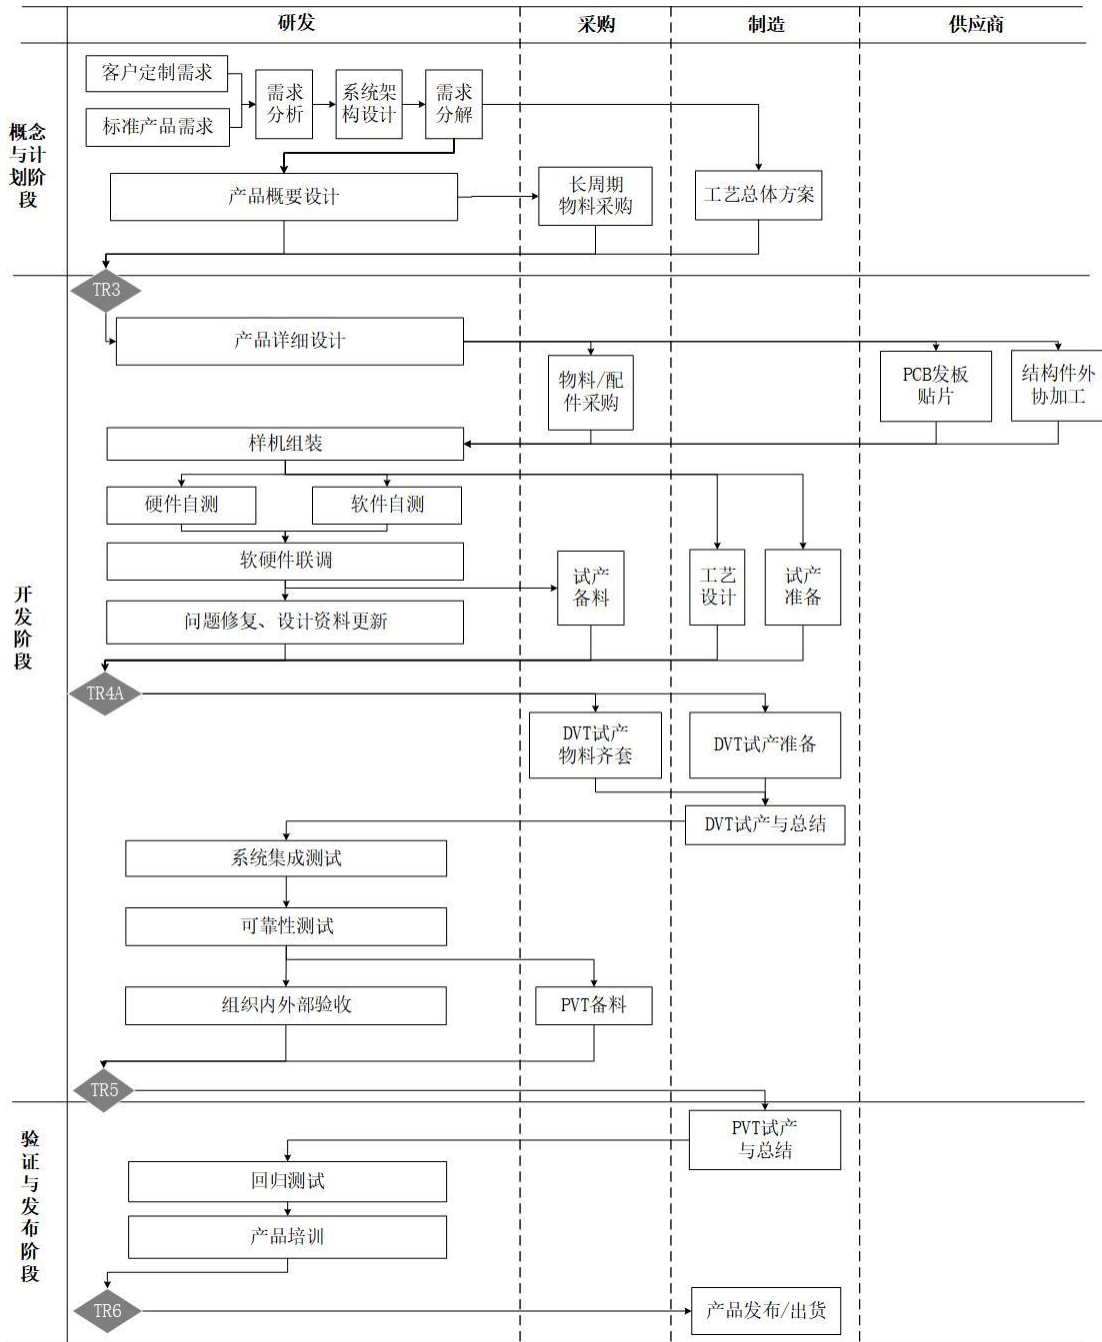 研发
采购
制造
供应商
概念
与计
划阶
段
客户定制需求
标准产品需求
需求
分析
系统架
构设计
需求
分解
产品概要设计
长周期
物料采购
工艺总体方案
TR3
开
发
阶
段
产品详细设计
物料/配
件采购
PCB发板
贴片
结构件外
协加工
样机组装
硬件自测
软件自测
软硬件联调
试产
备料
工艺
设计
试产
准备
问题修复、设计资料更新
TR4A
DVT试产
物料齐套
DVT试产准备
DVT试产与总结
系统集成测试
可靠性测试
组织内外部验收
PVT备料
TR5
验
证
与
发
布
阶
段
PVT试产
与总结
回归测试
产品培训
TR6
产品发布/出货